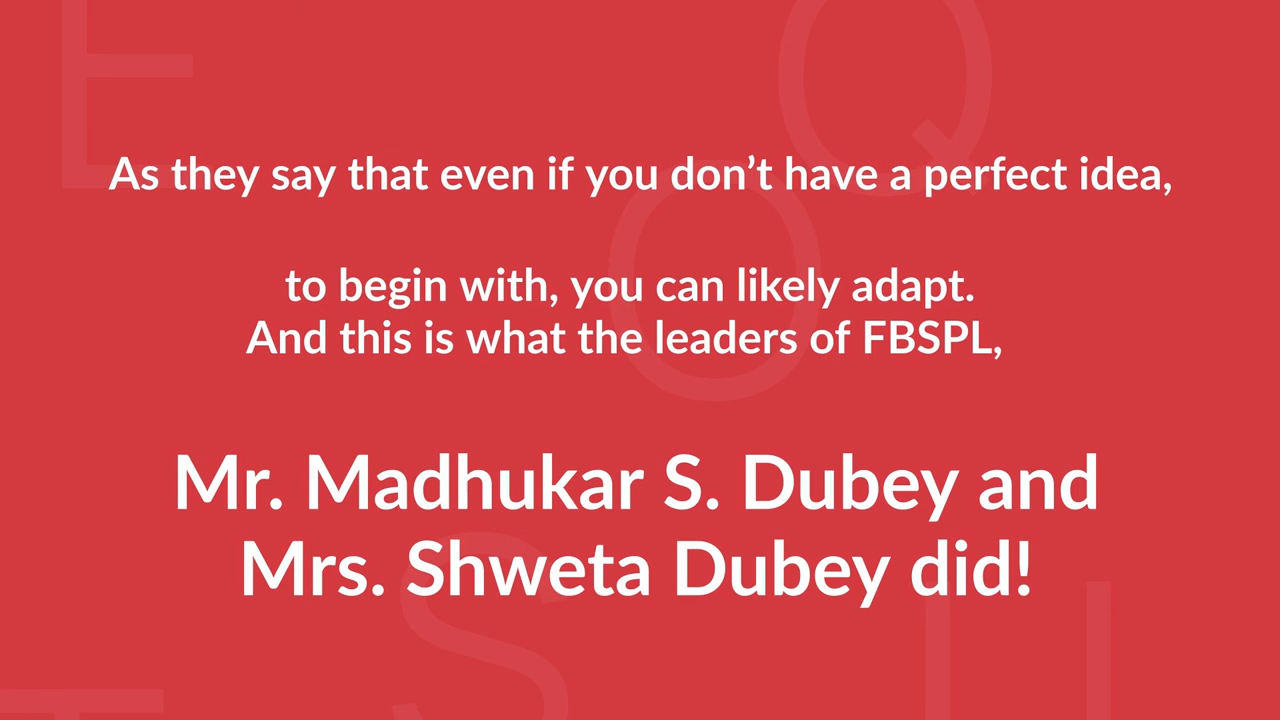 As they say that even if you don’t have a perfect idea,
to begin with, you can likely adapt.
And this is what the leaders of FBSPL,
Mr. Madhukar S. Dubey and
Mrs. Shweta Dubey did!